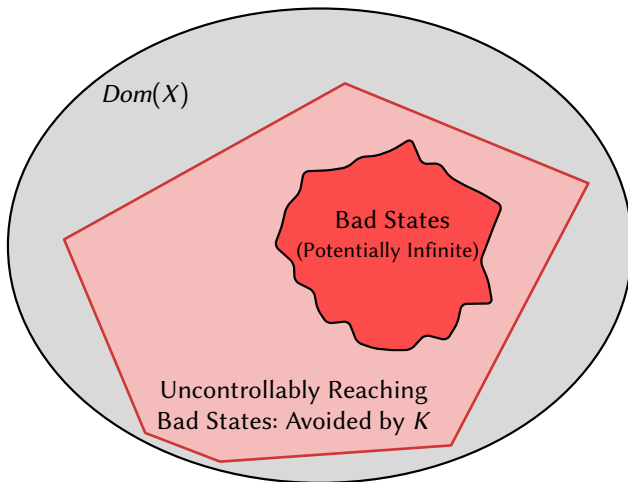 Dom(X)
Bad States
(Potentially Infinite)
Uncontrollably Reaching
Bad States: Avoided by K